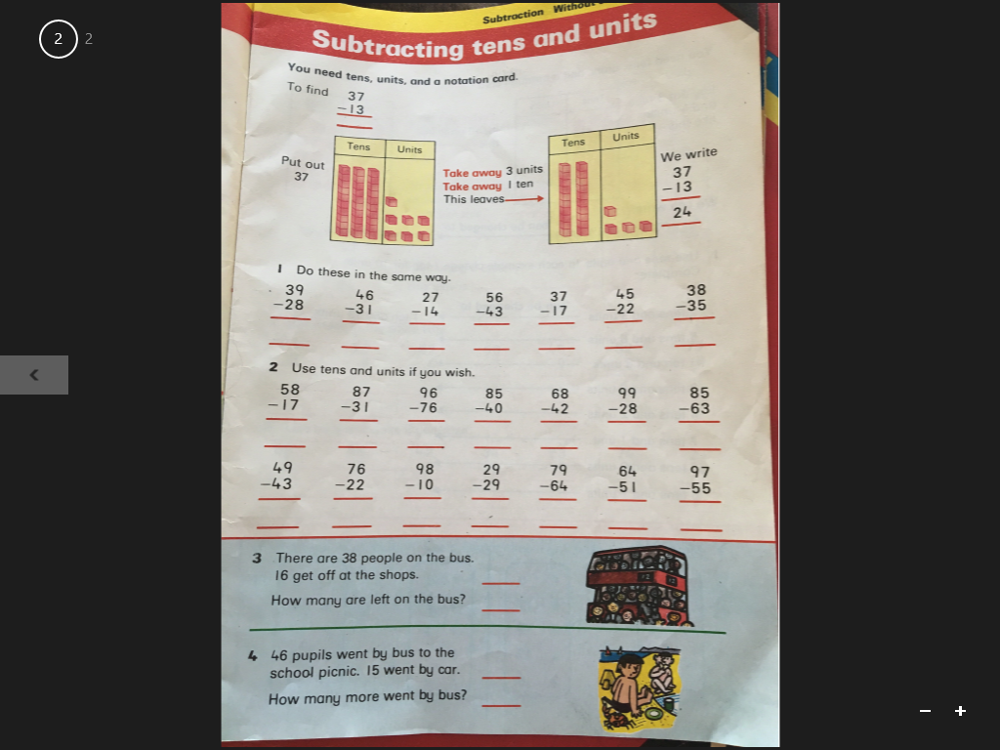 2 2
Subtraction Without
Subtracting tens and units
You need tens, units, and a notation card.
To find 37
−13
Tens Units
Put out
37
Take away 3 units
Take away 1 ten
This leaves
Tens Units
We write
37
−13
24
1 Do these in the same way.
39 46 27 56 37 45 38
−28 −31 −14 −43 −17 −22 −35
2 Use tens and units if you wish.
58 87 96 85 68 99 85
−17 −31 −76 −40 −42 −28 −63
49 76 98 29 79 64 97
−43 −22 −10 −29 −64 −51 −55
3 There are 38 people on the bus.
16 get off at the shops.
How many are left on the bus?
12 12
4 46 pupils went by bus to the
school picnic. 15 went by car.
How many more went by bus?